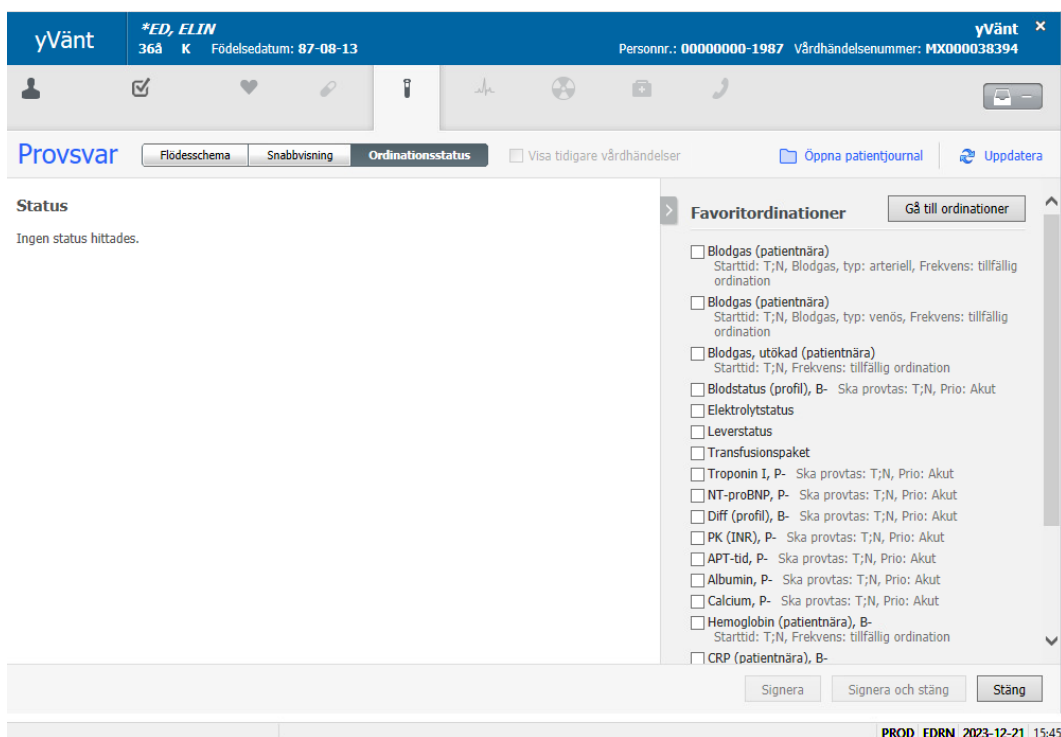 yVänt
*ED, ELIN
yVänt ×
36å K Födelsedatum: 87-08-13
Personnr.: 00000000-1987 Vårdhändelsenummer: MX000038394
Provsvar
Flödesschema Snabbvisning Ordinationsstatus
Visa tidigare vårdhändelser
Öppna patientjournal
Uppdatera
Status
Ingen status hittades.
Favoritordinationer
Gå till ordinationer
Blodgas (patientnära)
Starttid: T;N, Blodgas, typ: arteriell, Frekvens: tillfällig
ordination
Blodgas (patientnära)
Starttid: T;N, Blodgas, typ: venös, Frekvens: tillfällig
ordination
Blodgas, utökad (patientnära)
Starttid: T;N, Frekvens: tillfällig ordination
Blodstatus (profil), B- Ska provtas: T;N, Prio: Akut
Elektrolytstatus
Leverstatus
Transfusionspaket
Troponin I, P- Ska provtas: T;N, Prio: Akut
NT-proBNP, P- Ska provtas: T;N, Prio: Akut
Diff (profil), B- Ska provtas: T;N, Prio: Akut
PK (INR), P- Ska provtas: T;N, Prio: Akut
APT-tid, P- Ska provtas: T;N, Prio: Akut
Albumin, P- Ska provtas: T;N, Prio: Akut
Calcium, P- Ska provtas: T;N, Prio: Akut
Hemoglobin (patientnära), B-
Starttid: T;N, Frekvens: tillfällig ordination
CRP (patientnära), B-
Signera Signera och stäng Stäng
PROD EDRN 2023-12-21 15:45